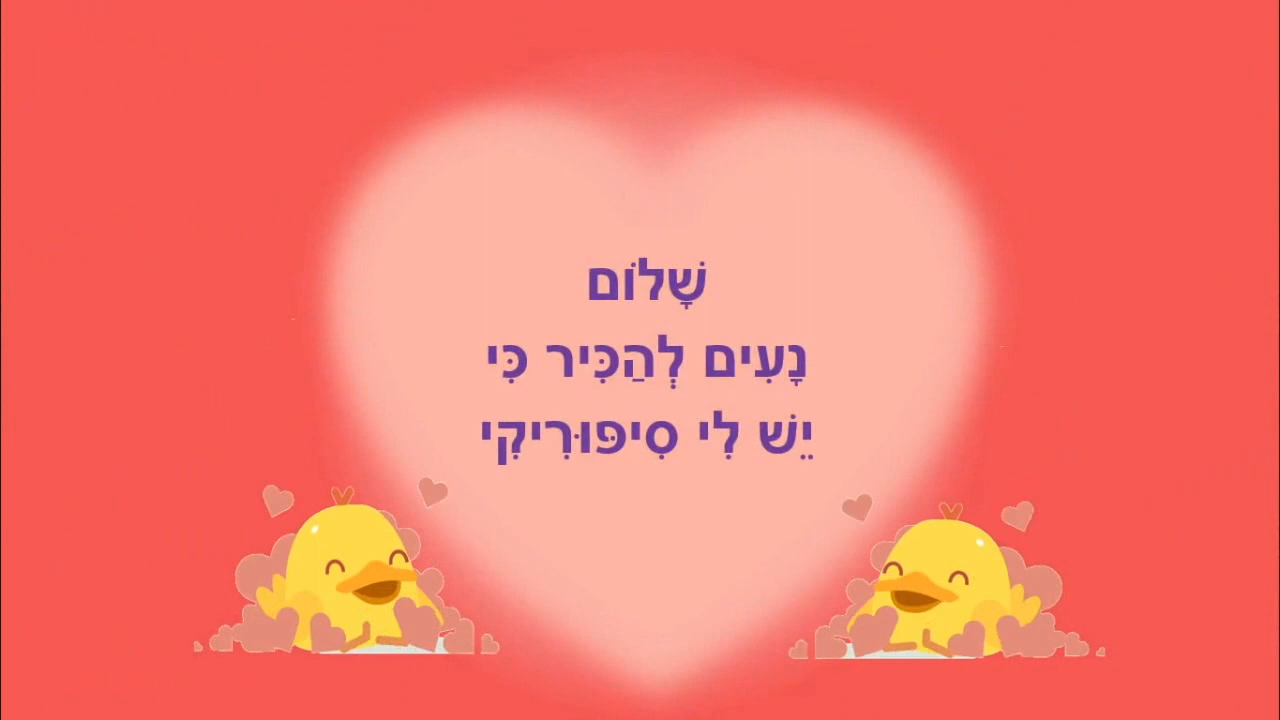 שָׁלוֹם
נָעִים לְהַכִּיר כִּי
יֵשׁ לִי סִיפּוּרִיקִי